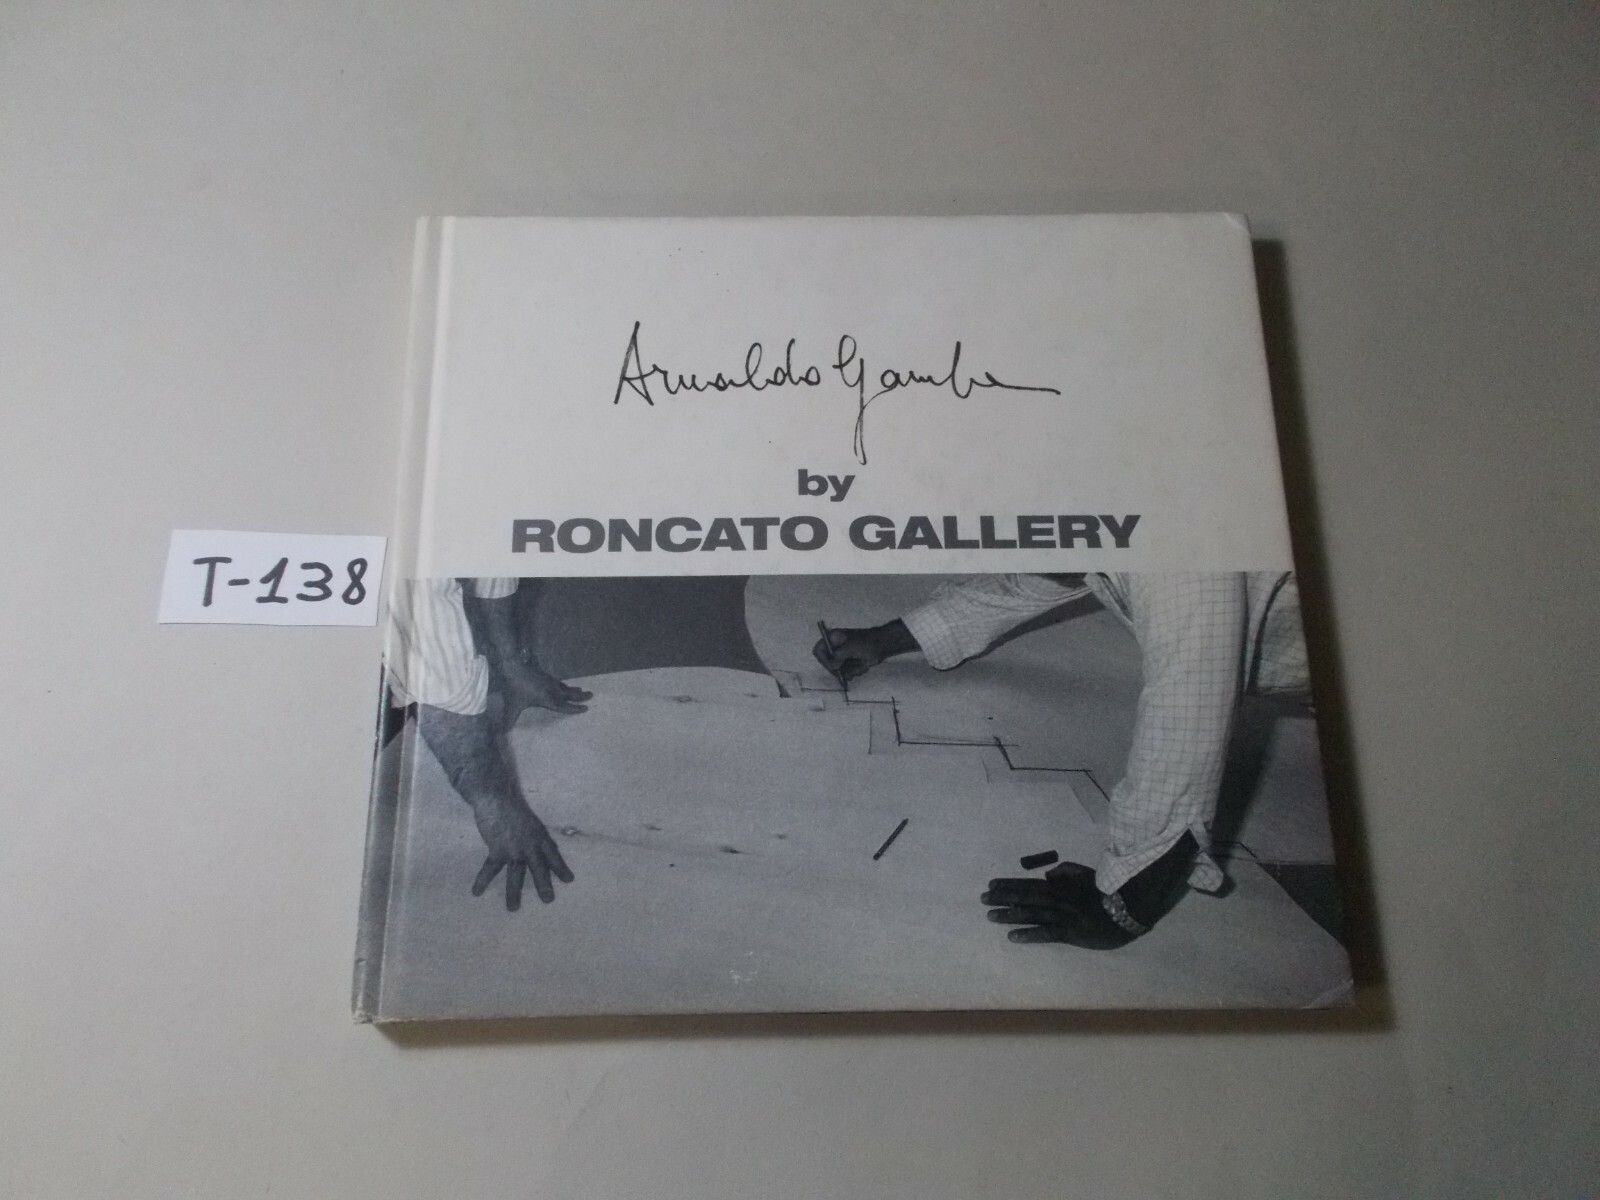 Arnaldo Gamba
by
RONCATO GALLERY
T-138